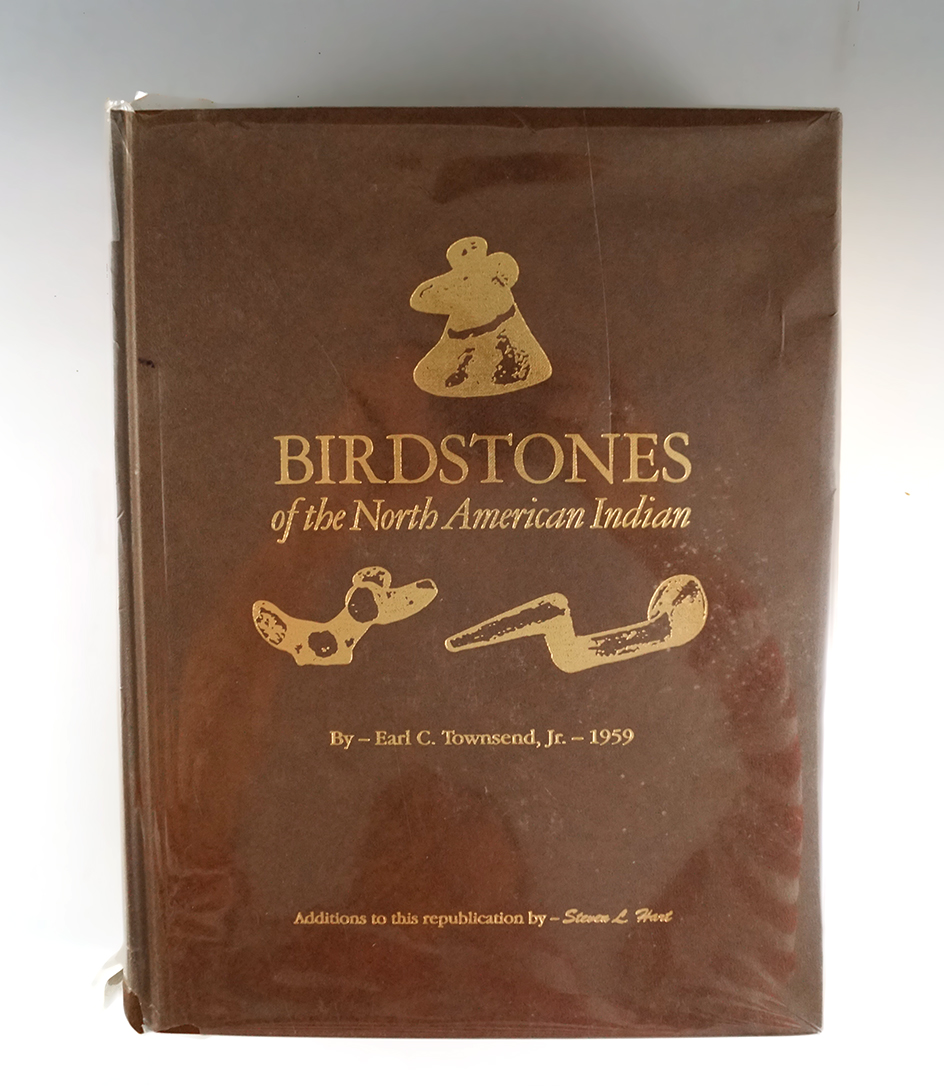 BIRDSTONES
of the North American Indian
By – Earl C. Townsend, Jr. – 1959
Additions to this republication by – Steven L. Hart